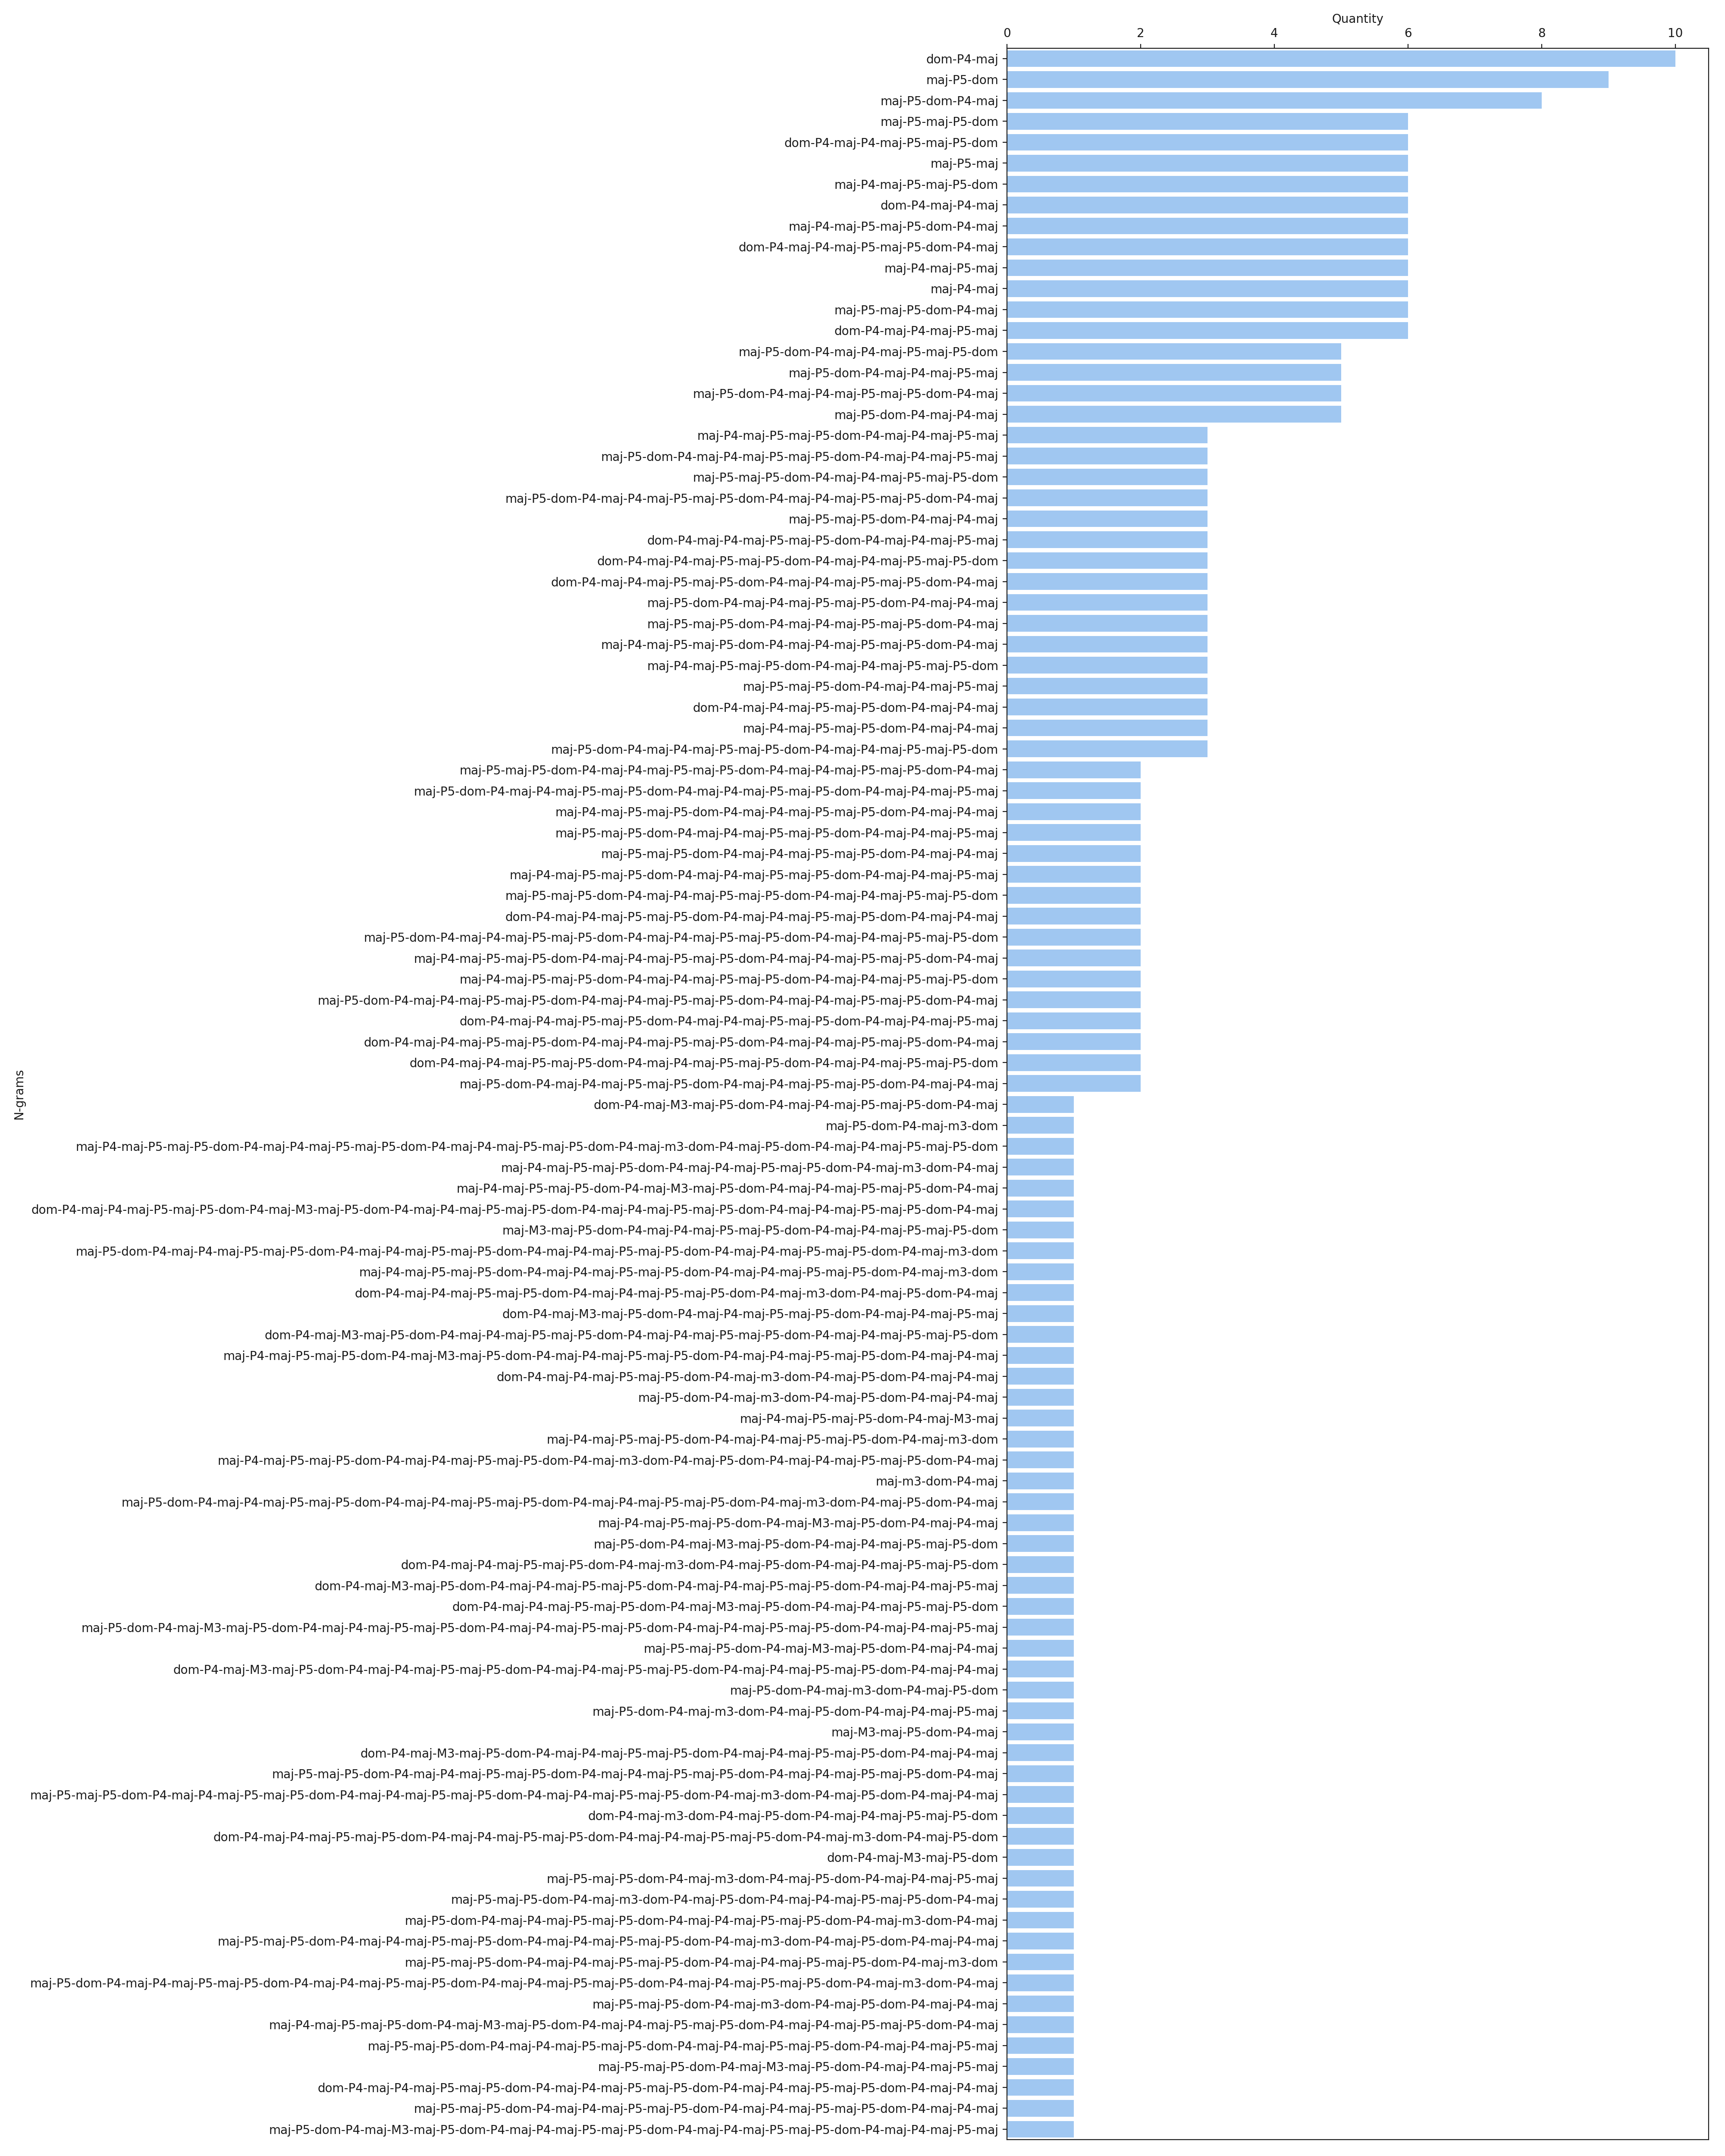 Quantity
0 2 4 6 8 10
dom-P4-maj
maj-P5-dom
maj-P5-dom-P4-maj
maj-P5-maj-P5-dom
dom-P4-maj-P4-maj-P5-maj-P5-dom
maj-P5-maj
maj-P4-maj-P5-maj-P5-dom
dom-P4-maj-P4-maj
maj-P4-maj-P5-maj-P5-dom-P4-maj
dom-P4-maj-P4-maj-P5-maj-P5-dom-P4-maj
maj-P4-maj-P5-maj
maj-P4-maj
maj-P5-maj-P5-dom-P4-maj
dom-P4-maj-P4-maj-P5-maj
maj-P5-dom-P4-maj-P4-maj-P5-maj-P5-dom
maj-P5-dom-P4-maj-P4-maj-P5-maj
maj-P5-dom-P4-maj-P4-maj-P5-maj-P5-dom-P4-maj
maj-P5-dom-P4-maj-P4-maj
maj-P4-maj-P5-maj-P5-dom-P4-maj-P4-maj-P5-maj
maj-P5-dom-P4-maj-P4-maj-P5-maj-P5-dom-P4-maj-P4-maj-P5-maj
maj-P5-maj-P5-dom-P4-maj-P4-maj-P5-maj-P5-dom
maj-P5-dom-P4-maj-P4-maj-P5-maj-P5-dom-P4-maj-P4-maj-P5-maj-P5-dom-P4-maj
maj-P5-maj-P5-dom-P4-maj-P4-maj
dom-P4-maj-P4-maj-P5-maj-P5-dom-P4-maj-P4-maj-P5-maj
dom-P4-maj-P4-maj-P5-maj-P5-dom-P4-maj-P4-maj-P5-maj-P5-dom
dom-P4-maj-P4-maj-P5-maj-P5-dom-P4-maj-P4-maj-P5-maj-P5-dom-P4-maj
maj-P5-dom-P4-maj-P4-maj-P5-maj-P5-dom-P4-maj-P4-maj
maj-P5-maj-P5-dom-P4-maj-P4-maj-P5-maj-P5-dom-P4-maj
maj-P4-maj-P5-maj-P5-dom-P4-maj-P4-maj-P5-maj-P5-dom-P4-maj
maj-P4-maj-P5-maj-P5-dom-P4-maj-P4-maj-P5-maj-P5-dom
maj-P5-maj-P5-dom-P4-maj-P4-maj-P5-maj
dom-P4-maj-P4-maj-P5-maj-P5-dom-P4-maj-P4-maj
maj-P4-maj-P5-maj-P5-dom-P4-maj-P4-maj
maj-P5-dom-P4-maj-P4-maj-P5-maj-P5-dom-P4-maj-P4-maj-P5-maj-P5-dom
maj-P5-maj-P5-dom-P4-maj-P4-maj-P5-maj-P5-dom-P4-maj-P4-maj-P5-maj-P5-dom-P4-maj
maj-P5-dom-P4-maj-P4-maj-P5-maj-P5-dom-P4-maj-P4-maj-P5-maj-P5-dom-P4-maj-P4-maj-P5-maj
maj-P4-maj-P5-maj-P5-dom-P4-maj-P4-maj-P5-maj-P5-dom-P4-maj-P4-maj
maj-P5-maj-P5-dom-P4-maj-P4-maj-P5-maj-P5-dom-P4-maj-P4-maj-P5-maj
maj-P5-maj-P5-dom-P4-maj-P4-maj-P5-maj-P5-dom-P4-maj-P4-maj
maj-P4-maj-P5-maj-P5-dom-P4-maj-P4-maj-P5-maj-P5-dom-P4-maj-P4-maj-P5-maj
maj-P5-maj-P5-dom-P4-maj-P4-maj-P5-maj-P5-dom-P4-maj-P4-maj-P5-maj-P5-dom
dom-P4-maj-P4-maj-P5-maj-P5-dom-P4-maj-P4-maj-P5-maj-P5-dom-P4-maj-P4-maj
maj-P5-dom-P4-maj-P4-maj-P5-maj-P5-dom-P4-maj-P4-maj-P5-maj-P5-dom-P4-maj-P4-maj-P5-maj-P5-dom
maj-P4-maj-P5-maj-P5-dom-P4-maj-P4-maj-P5-maj-P5-dom-P4-maj-P4-maj-P5-maj-P5-dom-P4-maj
maj-P4-maj-P5-maj-P5-dom-P4-maj-P4-maj-P5-maj-P5-dom-P4-maj-P4-maj-P5-maj-P5-dom
maj-P5-dom-P4-maj-P4-maj-P5-maj-P5-dom-P4-maj-P4-maj-P5-maj-P5-dom-P4-maj-P4-maj-P5-maj-P5-dom-P4-maj
dom-P4-maj-P4-maj-P5-maj-P5-dom-P4-maj-P4-maj-P5-maj-P5-dom-P4-maj-P4-maj-P5-maj
dom-P4-maj-P4-maj-P5-maj-P5-dom-P4-maj-P4-maj-P5-maj-P5-dom-P4-maj-P4-maj-P5-maj-P5-dom-P4-maj
dom-P4-maj-P4-maj-P5-maj-P5-dom-P4-maj-P4-maj-P5-maj-P5-dom-P4-maj-P4-maj-P5-maj-P5-dom
maj-P5-dom-P4-maj-P4-maj-P5-maj-P5-dom-P4-maj-P4-maj-P5-maj-P5-dom-P4-maj-P4-maj
N-grams
dom-P4-maj-M3-maj-P5-dom-P4-maj-P4-maj-P5-maj-P5-dom-P4-maj
maj-P5-dom-P4-maj-m3-dom
maj-P4-maj-P5-maj-P5-dom-P4-maj-P4-maj-P5-maj-P5-dom-P4-maj-P4-maj-P5-maj-P5-dom-P4-maj-m3-dom-P4-maj-P5-dom-P4-maj-P4-maj-P5-maj-P5-dom
maj-P4-maj-P5-maj-P5-dom-P4-maj-P4-maj-P5-maj-P5-dom-P4-maj-m3-dom-P4-maj
maj-P4-maj-P5-maj-P5-dom-P4-maj-M3-maj-P5-dom-P4-maj-P4-maj-P5-maj-P5-dom-P4-maj
dom-P4-maj-P4-maj-P5-maj-P5-dom-P4-maj-M3-maj-P5-dom-P4-maj-P4-maj-P5-maj-P5-dom-P4-maj-P4-maj-P5-maj-P5-dom-P4-maj-P4-maj-P5-maj-P5-dom-P4-maj
maj-M3-maj-P5-dom-P4-maj-P4-maj-P5-maj-P5-dom-P4-maj-P4-maj-P5-maj-P5-dom
maj-P5-dom-P4-maj-P4-maj-P5-maj-P5-dom-P4-maj-P4-maj-P5-maj-P5-dom-P4-maj-P4-maj-P5-maj-P5-dom-P4-maj-P4-maj-P5-maj-P5-dom-P4-maj-m3-dom
maj-P4-maj-P5-maj-P5-dom-P4-maj-P4-maj-P5-maj-P5-dom-P4-maj-P4-maj-P5-maj-P5-dom-P4-maj-m3-dom
dom-P4-maj-P4-maj-P5-maj-P5-dom-P4-maj-P4-maj-P5-maj-P5-dom-P4-maj-m3-dom-P4-maj-P5-dom-P4-maj
dom-P4-maj-M3-maj-P5-dom-P4-maj-P4-maj-P5-maj-P5-dom-P4-maj-P4-maj-P5-maj
dom-P4-maj-M3-maj-P5-dom-P4-maj-P4-maj-P5-maj-P5-dom-P4-maj-P4-maj-P5-maj-P5-dom-P4-maj-P4-maj-P5-maj-P5-dom
maj-P4-maj-P5-maj-P5-dom-P4-maj-M3-maj-P5-dom-P4-maj-P4-maj-P5-maj-P5-dom-P4-maj-P4-maj-P5-maj-P5-dom-P4-maj-P4-maj
dom-P4-maj-P4-maj-P5-maj-P5-dom-P4-maj-m3-dom-P4-maj-P5-dom-P4-maj-P4-maj
maj-P5-dom-P4-maj-m3-dom-P4-maj-P5-dom-P4-maj-P4-maj
maj-P4-maj-P5-maj-P5-dom-P4-maj-M3-maj
maj-P4-maj-P5-maj-P5-dom-P4-maj-P4-maj-P5-maj-P5-dom-P4-maj-m3-dom
maj-P4-maj-P5-maj-P5-dom-P4-maj-P4-maj-P5-maj-P5-dom-P4-maj-m3-dom-P4-maj-P5-dom-P4-maj-P4-maj-P5-maj-P5-dom-P4-maj
maj-m3-dom-P4-maj
maj-P5-dom-P4-maj-P4-maj-P5-maj-P5-dom-P4-maj-P4-maj-P5-maj-P5-dom-P4-maj-P4-maj-P5-maj-P5-dom-P4-maj-m3-dom-P4-maj-P5-dom-P4-maj
maj-P4-maj-P5-maj-P5-dom-P4-maj-M3-maj-P5-dom-P4-maj-P4-maj
maj-P5-dom-P4-maj-M3-maj-P5-dom-P4-maj-P4-maj-P5-maj-P5-dom
dom-P4-maj-P4-maj-P5-maj-P5-dom-P4-maj-m3-dom-P4-maj-P5-dom-P4-maj-P4-maj-P5-maj-P5-dom
dom-P4-maj-M3-maj-P5-dom-P4-maj-P4-maj-P5-maj-P5-dom-P4-maj-P4-maj-P5-maj-P5-dom-P4-maj-P4-maj-P5-maj
dom-P4-maj-P4-maj-P5-maj-P5-dom-P4-maj-M3-maj-P5-dom-P4-maj-P4-maj-P5-maj-P5-dom
maj-P5-dom-P4-maj-M3-maj-P5-dom-P4-maj-P4-maj-P5-maj-P5-dom-P4-maj-P4-maj-P5-maj-P5-dom-P4-maj-P4-maj-P5-maj-P5-dom-P4-maj-P4-maj-P5-maj
maj-P5-maj-P5-dom-P4-maj-M3-maj-P5-dom-P4-maj-P4-maj
dom-P4-maj-M3-maj-P5-dom-P4-maj-P4-maj-P5-maj-P5-dom-P4-maj-P4-maj-P5-maj-P5-dom-P4-maj-P4-maj-P5-maj-P5-dom-P4-maj-P4-maj
maj-P5-dom-P4-maj-m3-dom-P4-maj-P5-dom
maj-P5-dom-P4-maj-m3-dom-P4-maj-P5-dom-P4-maj-P4-maj-P5-maj
maj-M3-maj-P5-dom-P4-maj
dom-P4-maj-M3-maj-P5-dom-P4-maj-P4-maj-P5-maj-P5-dom-P4-maj-P4-maj-P5-maj-P5-dom-P4-maj-P4-maj
maj-P5-maj-P5-dom-P4-maj-P4-maj-P5-maj-P5-dom-P4-maj-P4-maj-P5-maj-P5-dom-P4-maj-P4-maj-P5-maj-P5-dom-P4-maj
maj-P5-maj-P5-dom-P4-maj-P4-maj-P5-maj-P5-dom-P4-maj-P4-maj-P5-maj-P5-dom-P4-maj-P4-maj-P5-maj-P5-dom-P4-maj-m3-dom-P4-maj-P5-dom-P4-maj-P4-maj
dom-P4-maj-m3-dom-P4-maj-P5-dom-P4-maj-P4-maj-P5-maj-P5-dom
dom-P4-maj-P4-maj-P5-maj-P5-dom-P4-maj-P4-maj-P5-maj-P5-dom-P4-maj-P4-maj-P5-maj-P5-dom-P4-maj-m3-dom-P4-maj-P5-dom
dom-P4-maj-M3-maj-P5-dom
maj-P5-maj-P5-dom-P4-maj-m3-dom-P4-maj-P5-dom-P4-maj-P4-maj-P5-maj
maj-P5-maj-P5-dom-P4-maj-m3-dom-P4-maj-P5-dom-P4-maj-P4-maj-P5-maj-P5-dom-P4-maj
maj-P5-dom-P4-maj-P4-maj-P5-maj-P5-dom-P4-maj-P4-maj-P5-maj-P5-dom-P4-maj-m3-dom-P4-maj
maj-P5-maj-P5-dom-P4-maj-P4-maj-P5-maj-P5-dom-P4-maj-P4-maj-P5-maj-P5-dom-P4-maj-m3-dom-P4-maj-P5-dom-P4-maj-P4-maj
maj-P5-maj-P5-dom-P4-maj-P4-maj-P5-maj-P5-dom-P4-maj-P4-maj-P5-maj-P5-dom-P4-maj-m3-dom
maj-P5-dom-P4-maj-P4-maj-P5-maj-P5-dom-P4-maj-P4-maj-P5-maj-P5-dom-P4-maj-P4-maj-P5-maj-P5-dom-P4-maj-P4-maj-P5-maj-P5-dom-P4-maj-m3-dom-P4-maj
maj-P5-maj-P5-dom-P4-maj-m3-dom-P4-maj-P5-dom-P4-maj-P4-maj
maj-P4-maj-P5-maj-P5-dom-P4-maj-M3-maj-P5-dom-P4-maj-P4-maj-P5-maj-P5-dom-P4-maj-P4-maj-P5-maj-P5-dom-P4-maj
maj-P5-maj-P5-dom-P4-maj-P4-maj-P5-maj-P5-dom-P4-maj-P4-maj-P5-maj-P5-dom-P4-maj-P4-maj-P5-maj
maj-P5-maj-P5-dom-P4-maj-M3-maj-P5-dom-P4-maj-P4-maj-P5-maj
dom-P4-maj-P4-maj-P5-maj-P5-dom-P4-maj-P4-maj-P5-maj-P5-dom-P4-maj-P4-maj-P5-maj-P5-dom-P4-maj-P4-maj
maj-P5-maj-P5-dom-P4-maj-P4-maj-P5-maj-P5-dom-P4-maj-P4-maj-P5-maj-P5-dom-P4-maj-P4-maj
maj-P5-dom-P4-maj-M3-maj-P5-dom-P4-maj-P4-maj-P5-maj-P5-dom-P4-maj-P4-maj-P5-maj-P5-dom-P4-maj-P4-maj-P5-maj